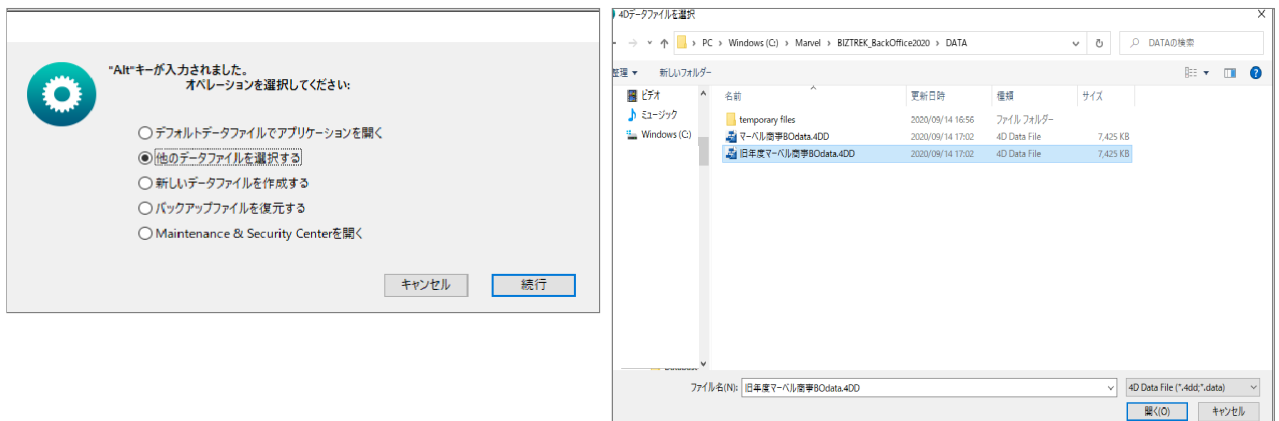 "Alt"キーが入力されました。
オペレーションを選択してください:
デフォルトデータファイルでアプリケーションを開く
他のデータファイルを選択する
新しいデータファイルを作成する
バックアップファイルを復元する
Maintenance & Security Centerを開く
キャンセル 続行
4Dデータファイルを選択
PC › Windows (C:) › Marvel › BIZTREK_BackOffice2020 › DATA
DATAの検索
整理 新しいフォルダー
ビデオ
ミュージック
Windows (C:)
名前 更新日時 種類 サイズ
temporary files 2020/09/14 16:56 ファイル フォルダー
マーベル商事BOdata.4DD 2020/09/14 17:02 4D Data File 7,425 KB
旧年度マーベル商事BOdata.4DD 2020/09/14 17:02 4D Data File 7,425 KB
ファイル名(N): 旧年度マーベル商事BOdata.4DD 4D Data File (*.4dd;*.data)
開く(O) キャンセル